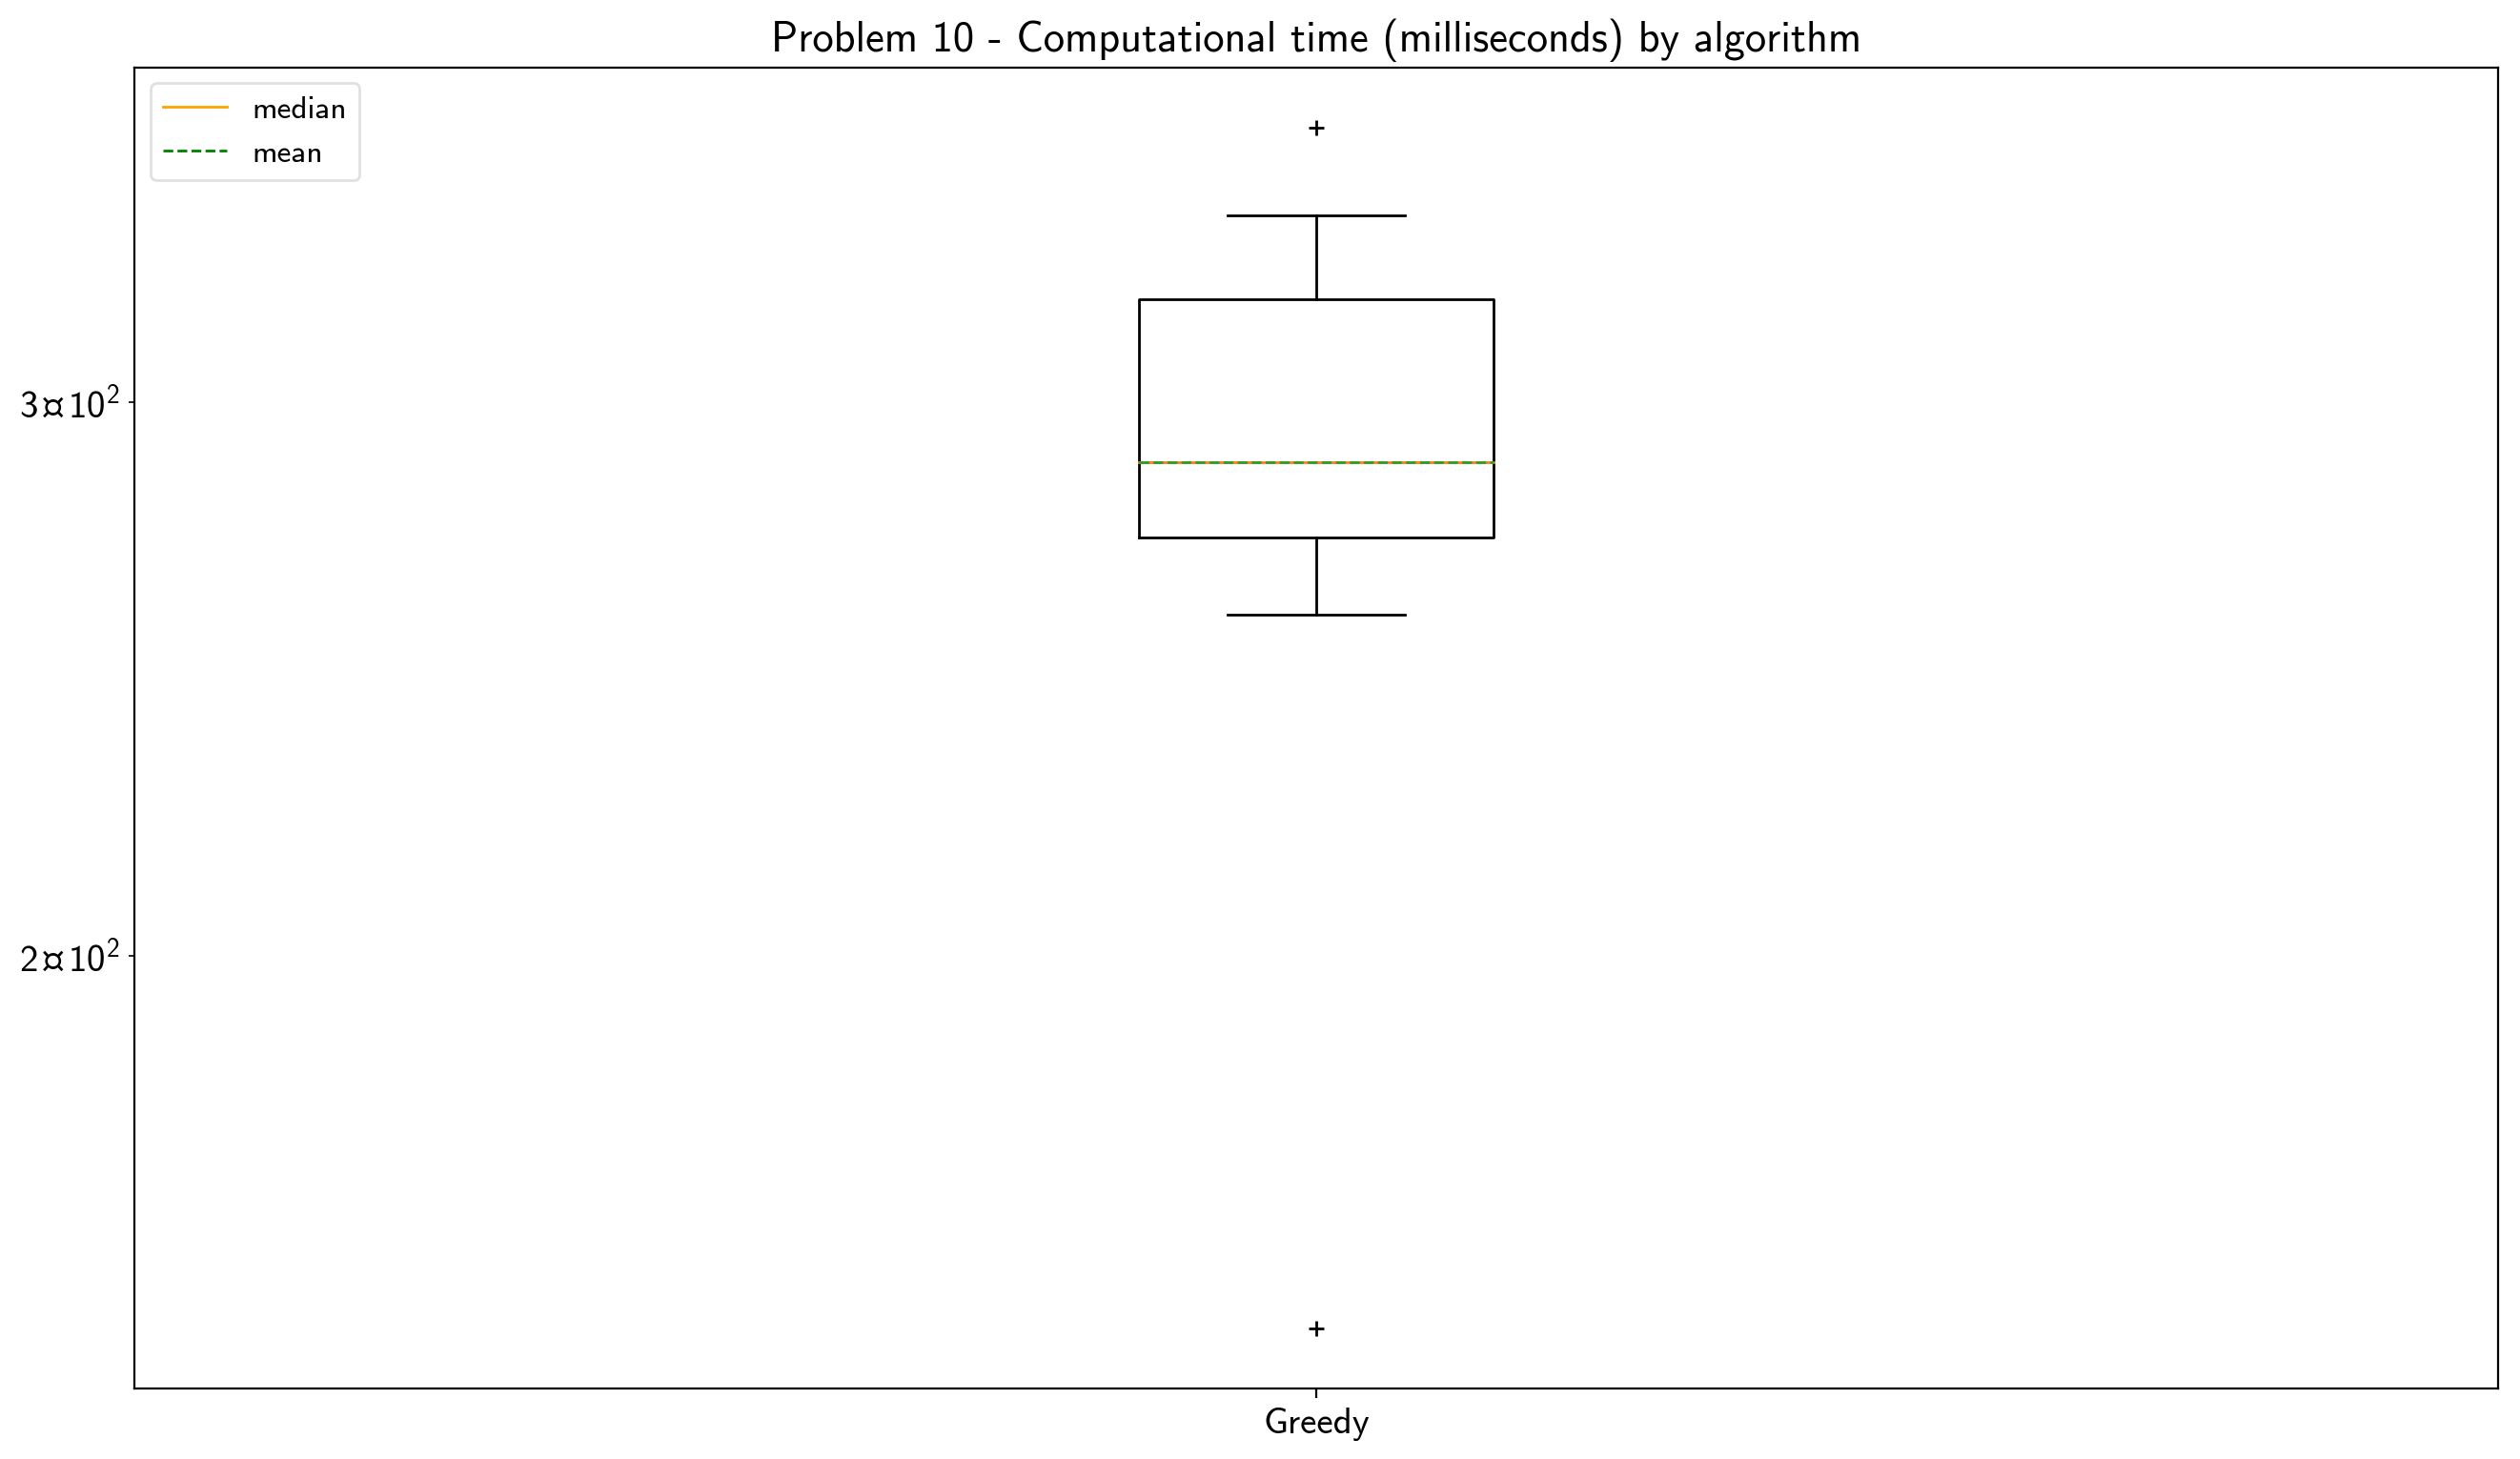 Problem 10 - Computational time (milliseconds) by algorithm
median
mean
3¤10²
2¤10²
Greedy